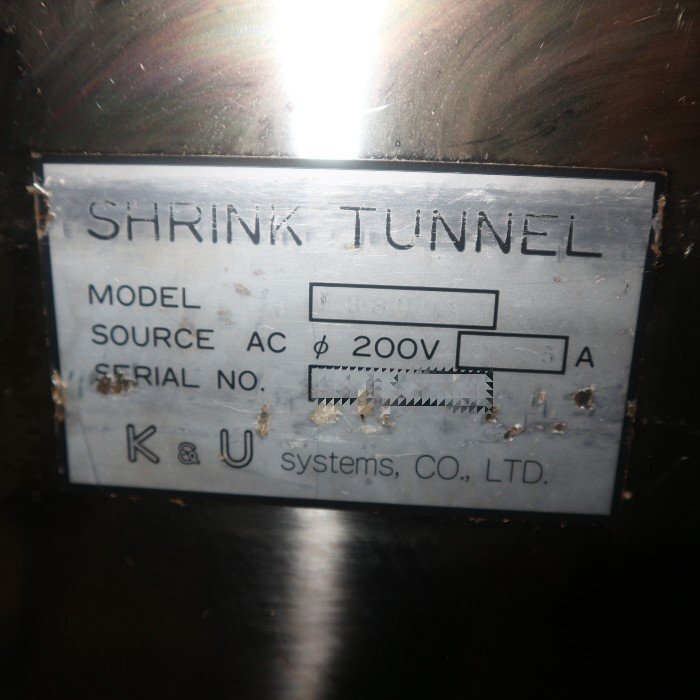 SHRINK TUNNEL
MODEL
SOURCE AC ϕ 200V A
SERIAL NO.
K & U systems, CO., LTD.